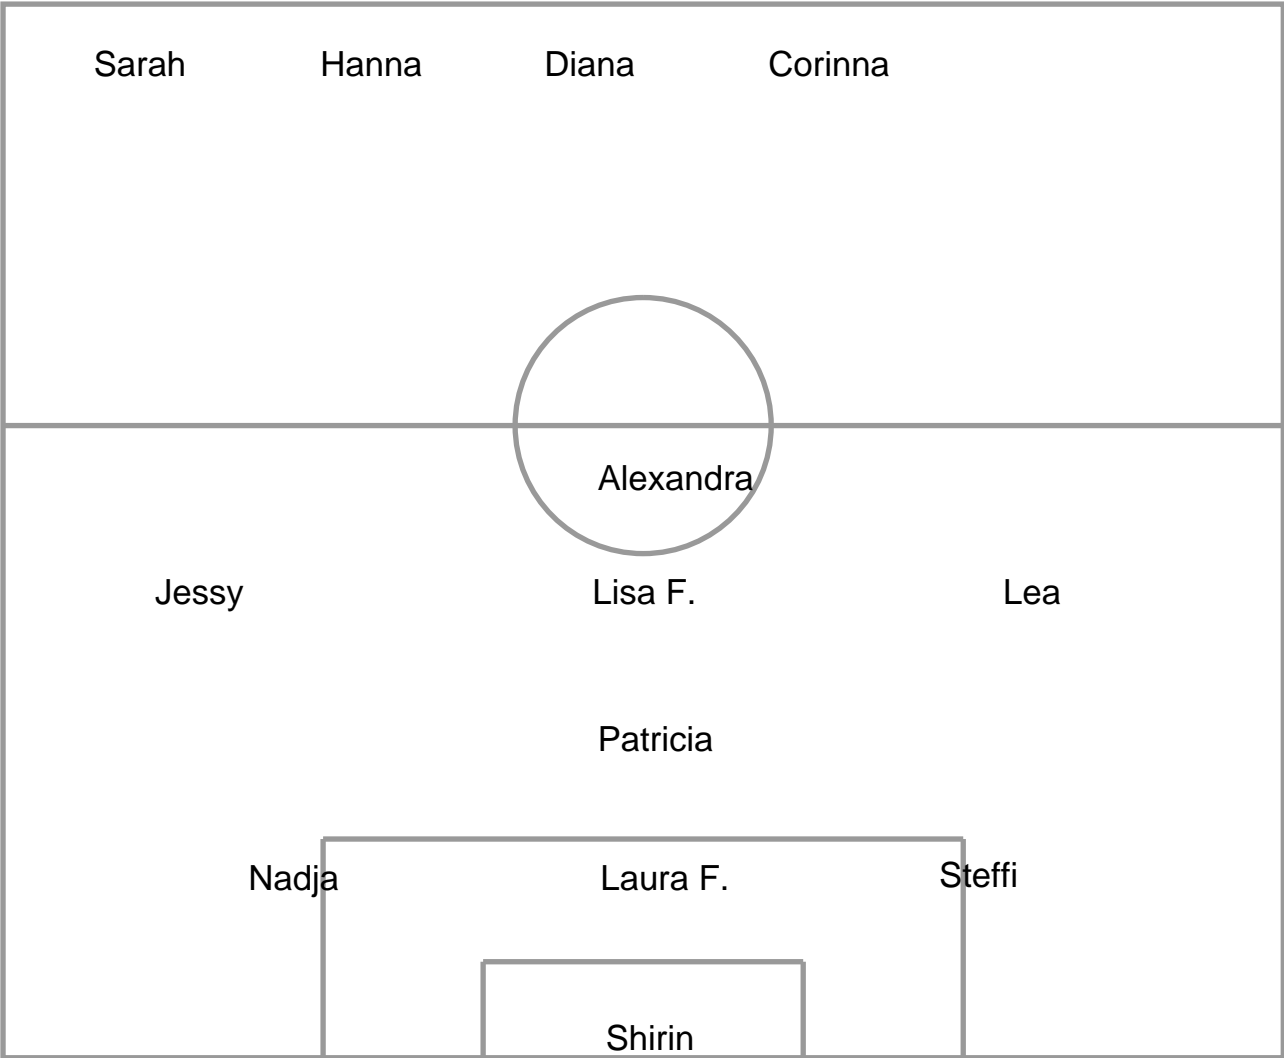 Sarah Hanna Diana Corinna
Alexandra
Jessy Lisa F. Lea
Patricia
Nadja Laura F. Steffi
Shirin